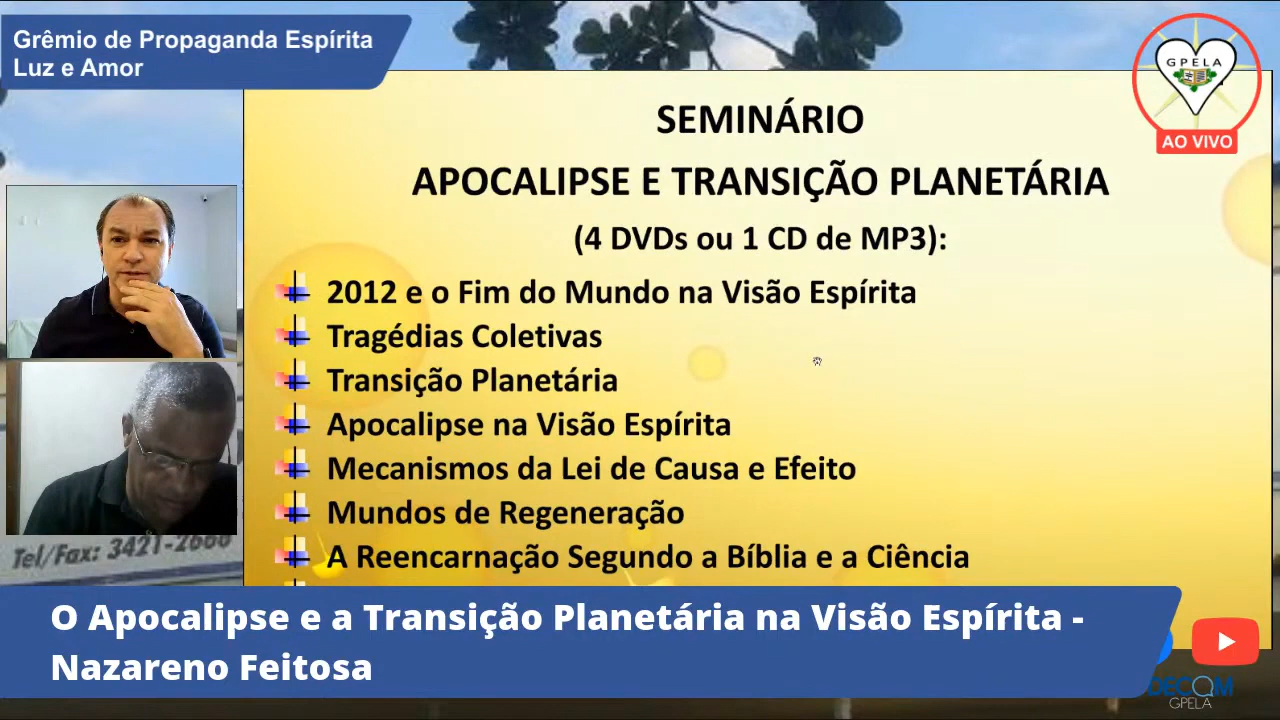 Grêmio de Propaganda Espírita
Luz e Amor
GPELA
AO VIVO
SEMINÁRIO
APOCALIPSE E TRANSIÇÃO PLANETÁRIA
(4 DVDs ou 1 CD de MP3):
2012 e o Fim do Mundo na Visão Espírita
Tragédias Coletivas
Transição Planetária
Apocalipse na Visão Espírita
Mecanismos da Lei de Causa e Efeito
Mundos de Regeneração
A Reencarnação Segundo a Bíblia e a Ciência
Tel/Fax: 3421-2668
O Apocalipse e a Transição Planetária na Visão Espírita -
Nazareno Feitosa
DECOM
GPELA